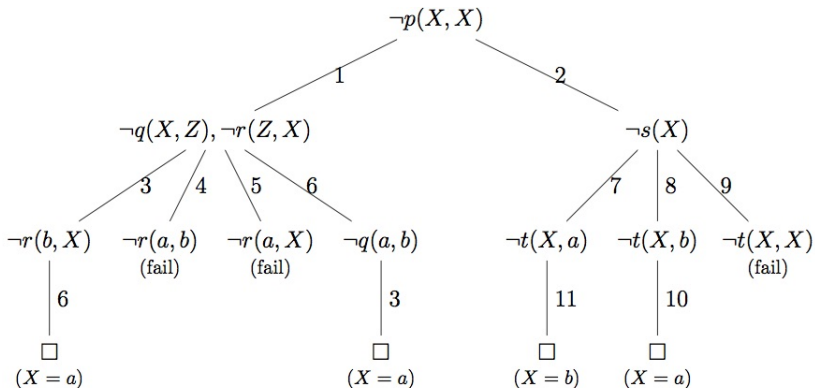 ¬p(X, X)
1 2
¬q(X, Z), ¬r(Z, X) ¬s(X)
3 4 5 6 7 8 9
¬r(b, X) ¬r(a, b) ¬r(a, X) ¬q(a, b) ¬t(X, a) ¬t(X, b) ¬t(X, X)
(fail) (fail) (fail)
6 3 11 10
□ □ □ □
(X = a) (X = a) (X = b) (X = a)